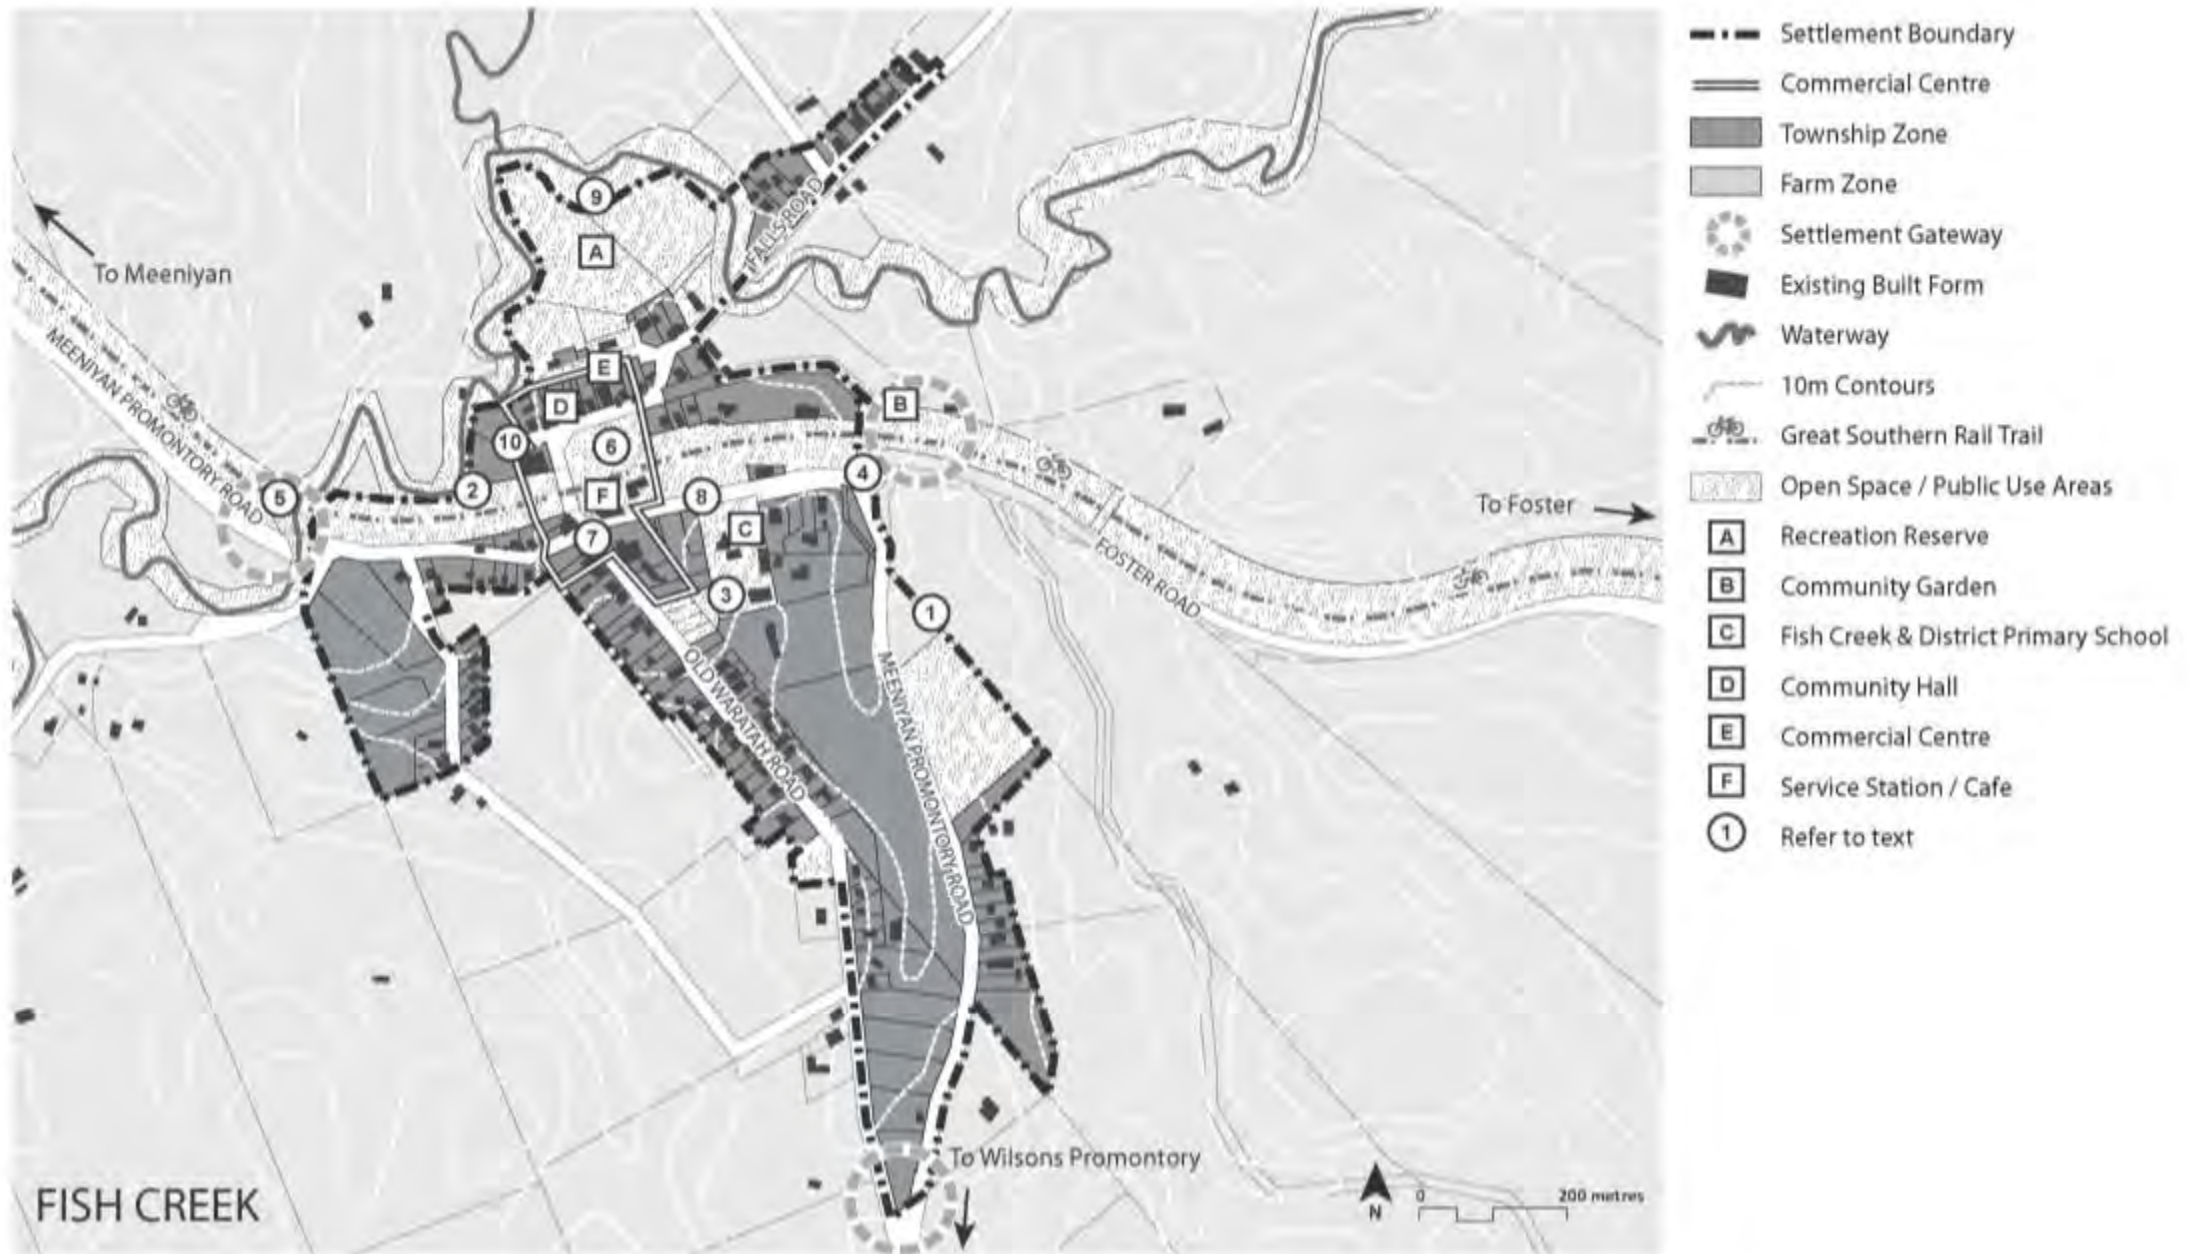 FALLS ROAD
9
A
To Meeniyan
MEENIYAN PROMONTORY ROAD
E
D
B
10
6
5
2
F
8
4
7
C
3
1
To Foster
FOSTER ROAD
OLD WARATAH ROAD
MEENIYAN PROMONTORY ROAD
To Wilsons Promontory
FISH CREEK
N
0
200 metres
Settlement Boundary
Commercial Centre
Township Zone
Farm Zone
Settlement Gateway
Existing Built Form
Waterway
10m Contours
Great Southern Rail Trail
Open Space / Public Use Areas
A Recreation Reserve
B Community Garden
C Fish Creek & District Primary School
D Community Hall
E Commercial Centre
F Service Station / Cafe
1 Refer to text